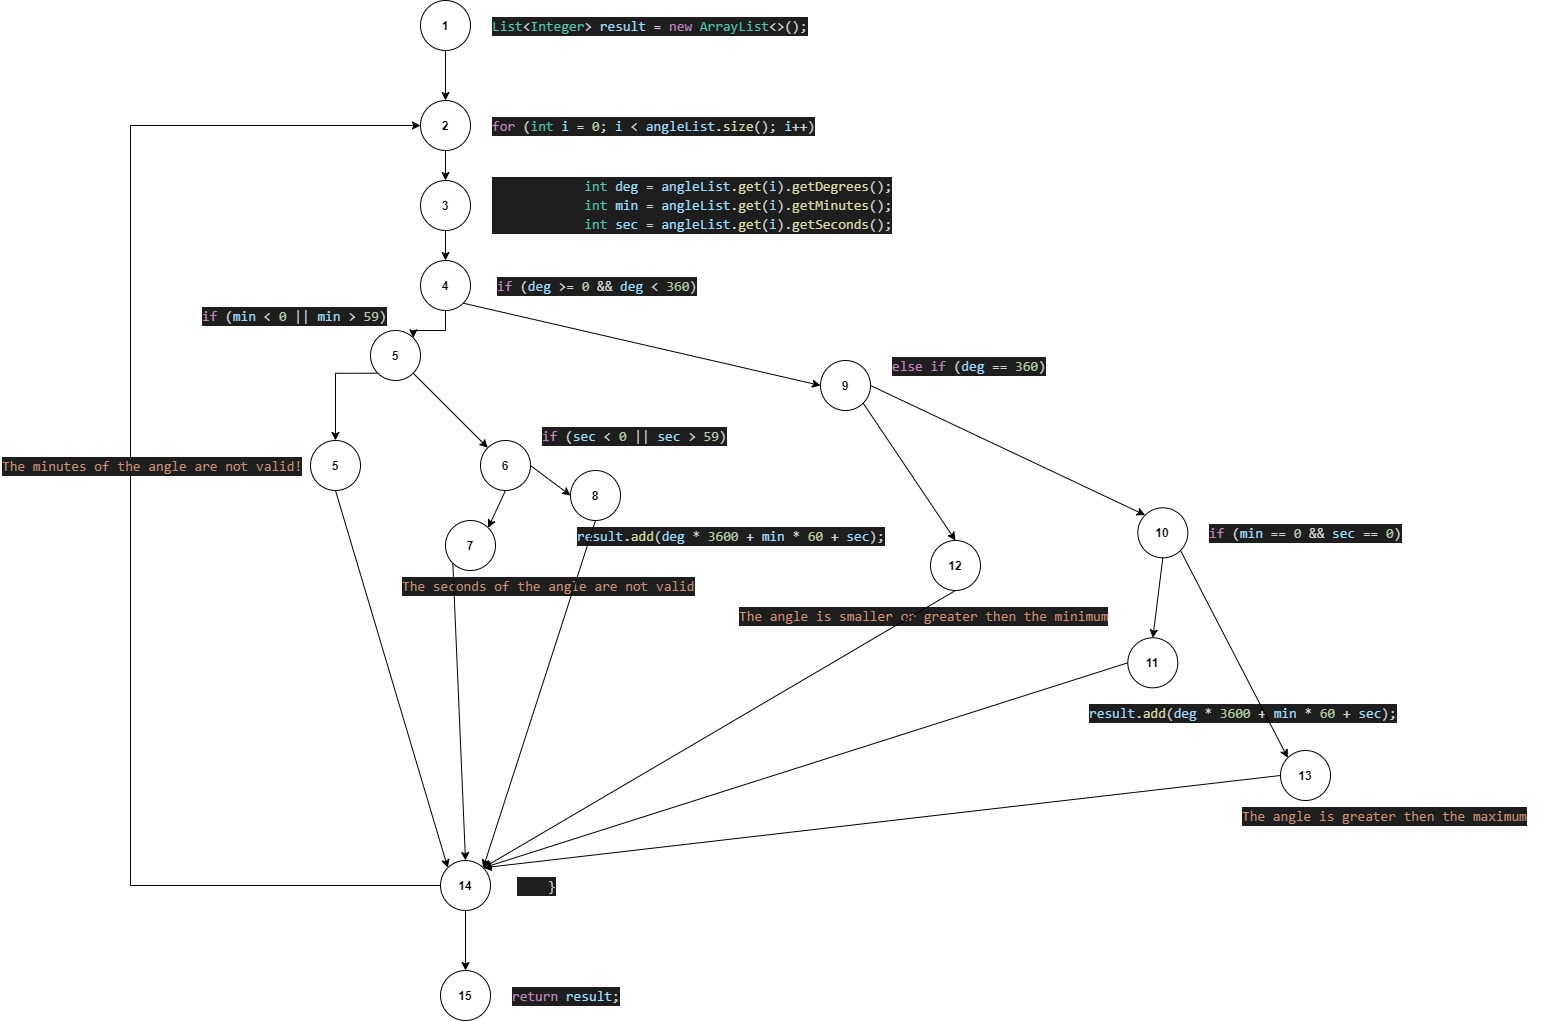 1
List<Integer> result = new ArrayList<>();
2
for (int i = 0; i < angleList.size(); i++)
3
int deg = angleList.get(i).getDegrees();
int min = angleList.get(i).getMinutes();
int sec = angleList.get(i).getSeconds();
4
if (deg >= 0 && deg < 360)
if (min < 0 || min > 59)
5
9
else if (deg == 360)
if (sec < 0 || sec > 59)
The minutes of the angle are not valid!
5
6
8
7
result.add(deg * 3600 + min * 60 + sec);
10
if (min == 0 && sec == 0)
12
The seconds of the angle are not valid
The angle is smaller or greater then the minimum
11
result.add(deg * 3600 + min * 60 + sec);
13
The angle is greater then the maximum
14
}
15
return result;